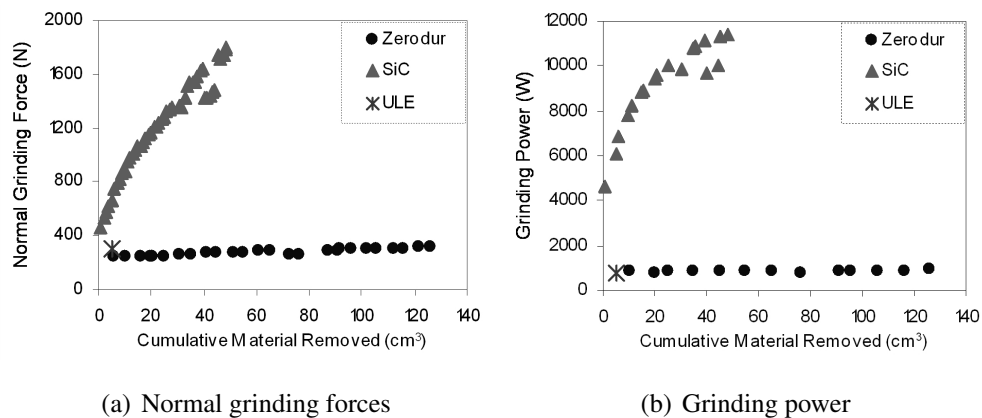 2000
1600
1200
800
400
0
0 20 40 60 80 100 120 140
Normal Grinding Force (N)
Cumulative Material Removed (cm³)
Zerodur
SiC
ULE
(a) Normal grinding forces
12000
10000
8000
6000
4000
2000
0
0 20 40 60 80 100 120 140
Grinding Power (W)
Cumulative Material Removed (cm³)
Zerodur
SiC
ULE
(b) Grinding power